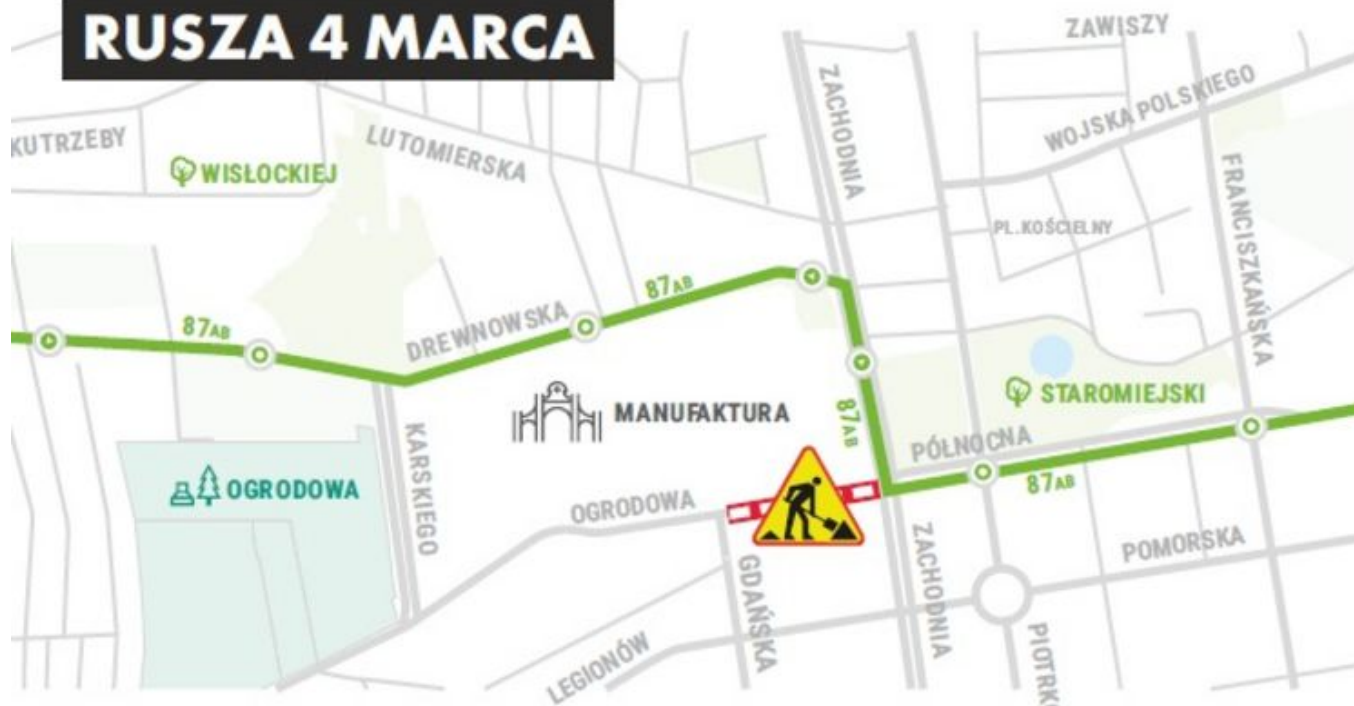 RUSZA 4 MARCA
ZAWISZY
ZACHODNIA
WOJSKA POLSKIEGO
KUTRZEBY
LUTOMIERSKA
WISŁOCKIEJ
FRANCISZKAŃSKA
PL.KOŚCIELNY
87AB
87AB
DREWNOWSKA
STAROMIEJSKI
MANUFAKTURA
87AB
PÓŁNOCNA
KARSKIEGO
87AB
OGRODOWA
OGRODOWA
ZACHODNIA
POMORSKA
GDAŃSKA
LEGIONÓW
PIOTRKO